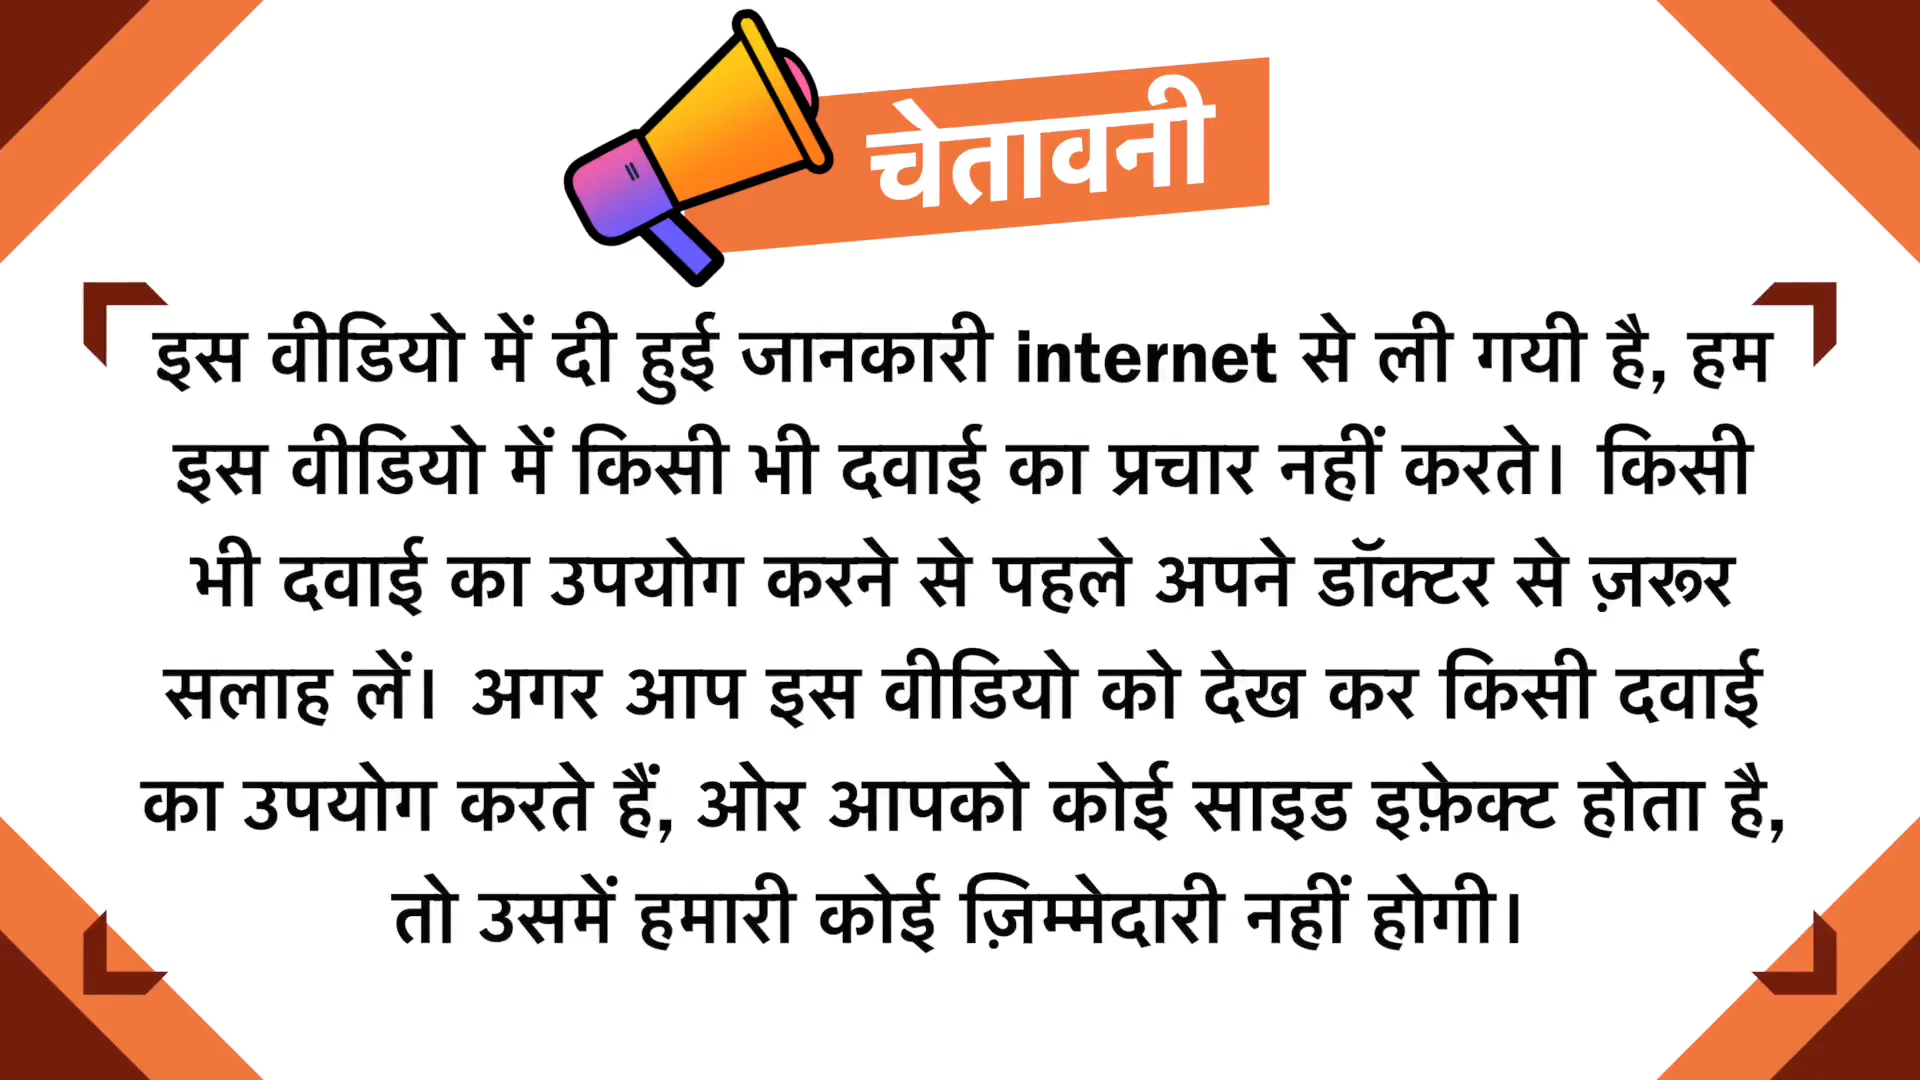 चेतावनी
इस वीडियो में दी हुई जानकारी internet से ली गयी है, हम
इस वीडियो में किसी भी दवाई का प्रचार नहीं करते। किसी
भी दवाई का उपयोग करने से पहले अपने डॉक्टर से ज़रूर
सलाह लें। अगर आप इस वीडियो को देख कर किसी दवाई
का उपयोग करते हैं, ओर आपको कोई साइड इफ़ेक्ट होता है,
तो उसमें हमारी कोई ज़िम्मेदारी नहीं होगी।